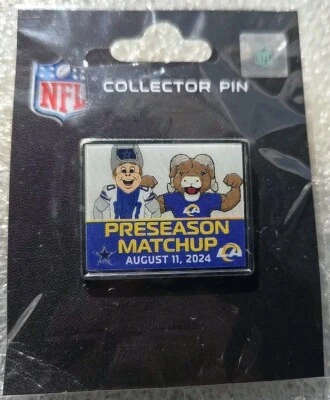 NFL
COLLECTOR PIN
PRESEASON
MATCHUP
AUGUST 11, 2024